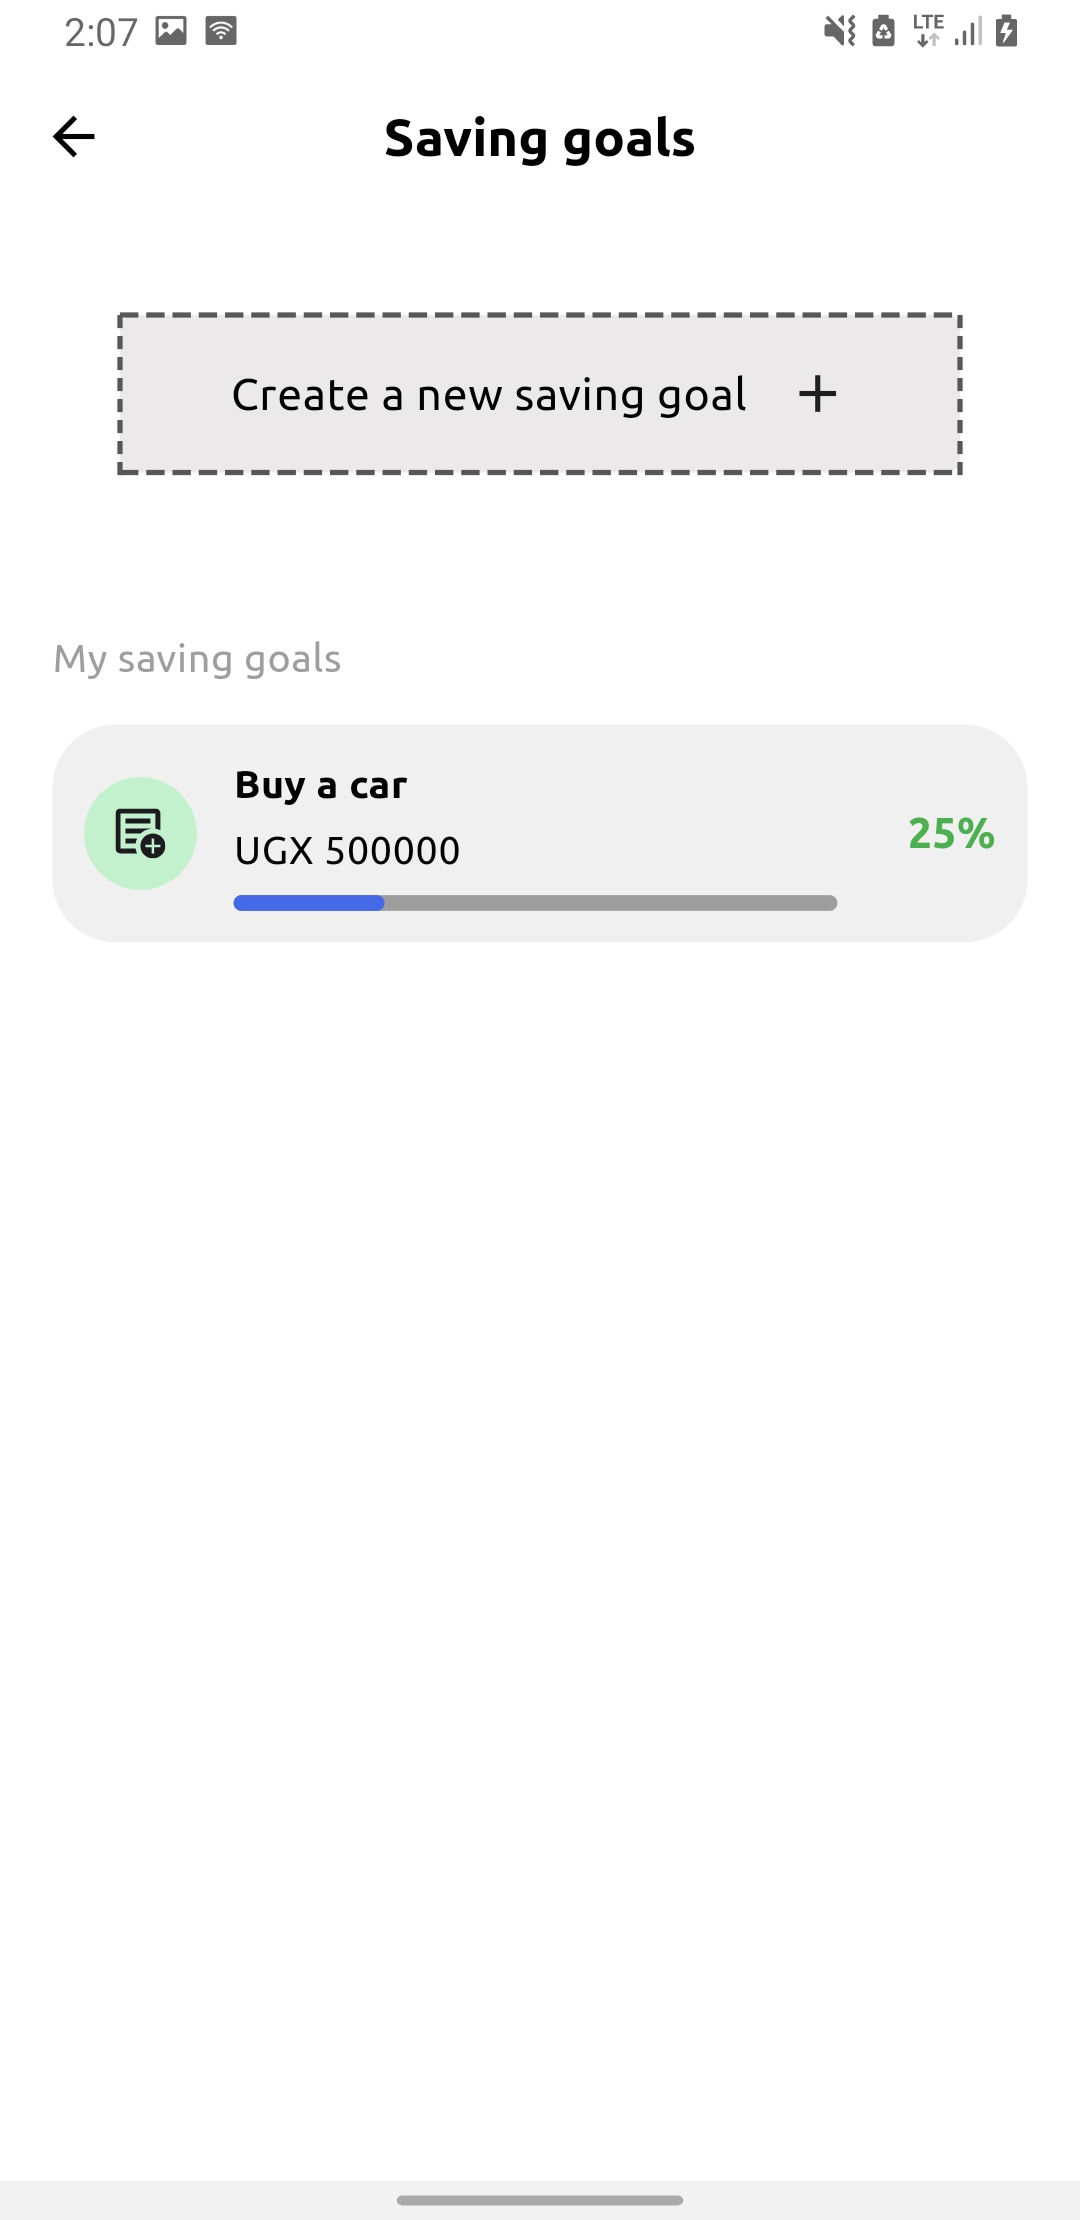 2:07
LTE
Saving goals
Create a new saving goal +
My saving goals
Buy a car
UGX 500000
25%